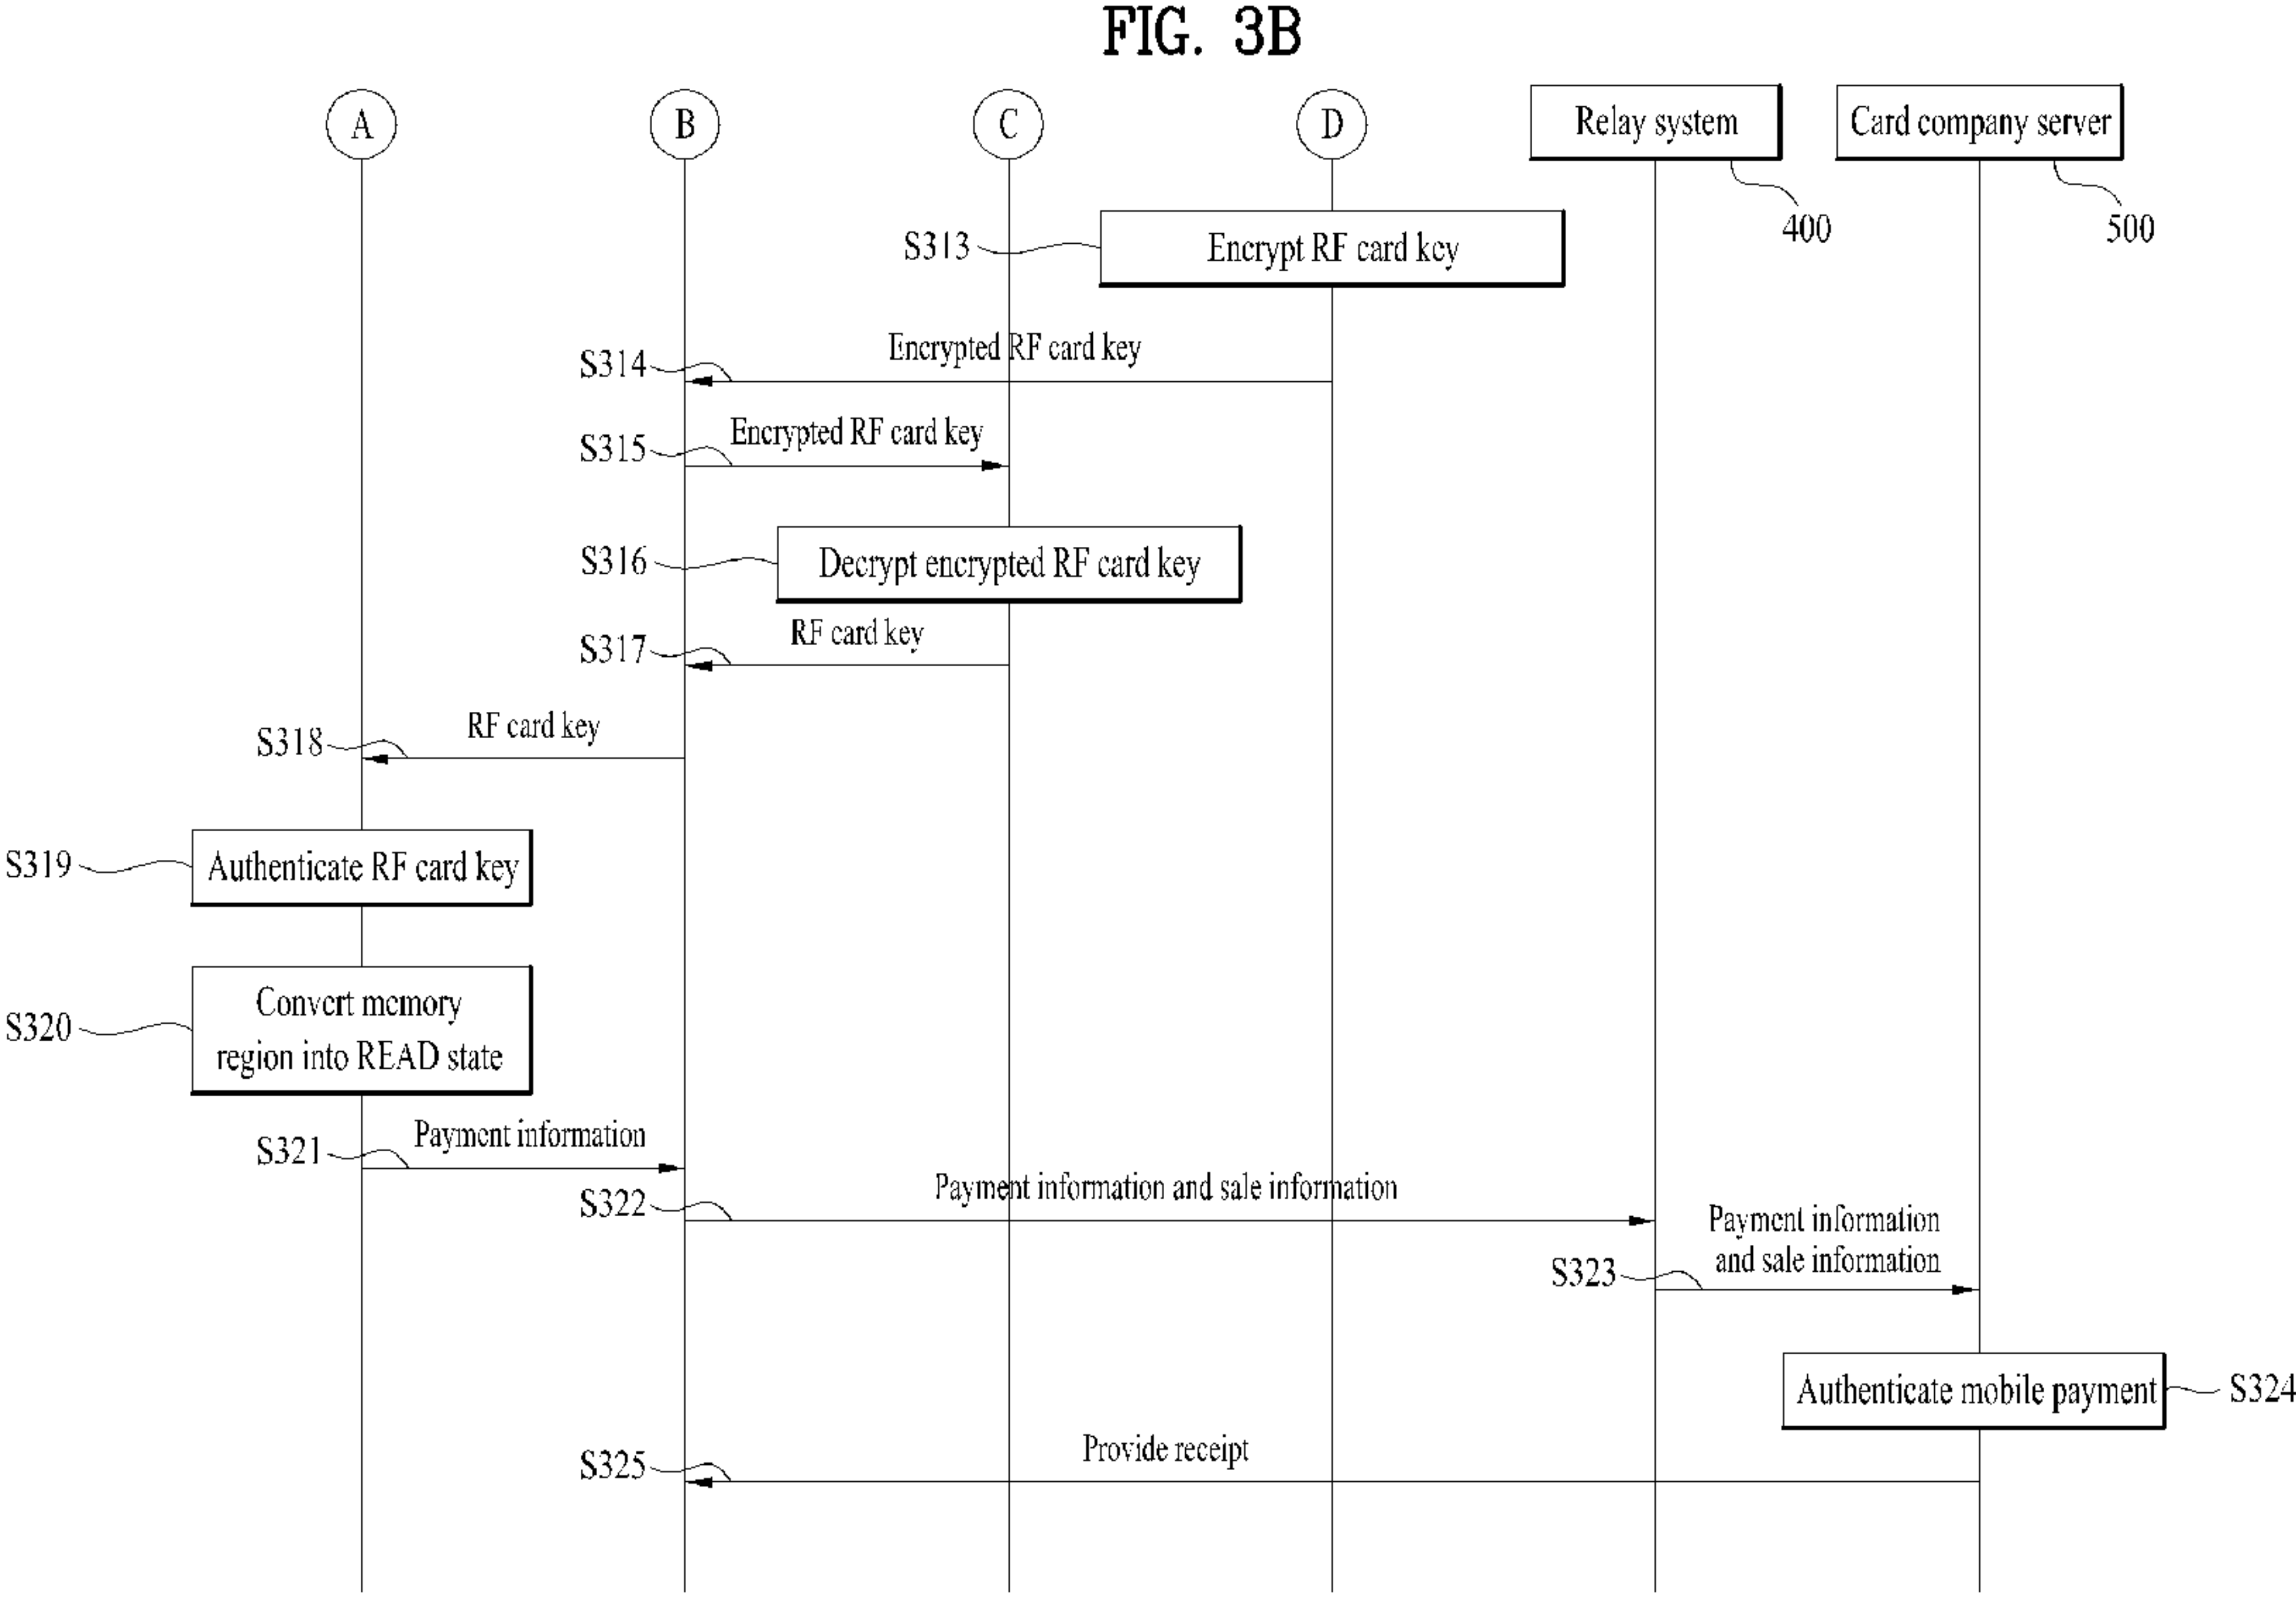 FIG. 3B
A
B
C
D
Relay system
Card company server
400
500
S313
Encrypt RF card key
S314
Encrypted RF card key
S315
Encrypted RF card key
S316
Decrypt encrypted RF card key
S317
RF card key
S318
RF card key
S319
Authenticate RF card key
S320
Convert memory
region into READ state
S321
Payment information
S322
Payment information and sale information
S323
Payment information
and sale information
Authenticate mobile payment
S324
S325
Provide receipt